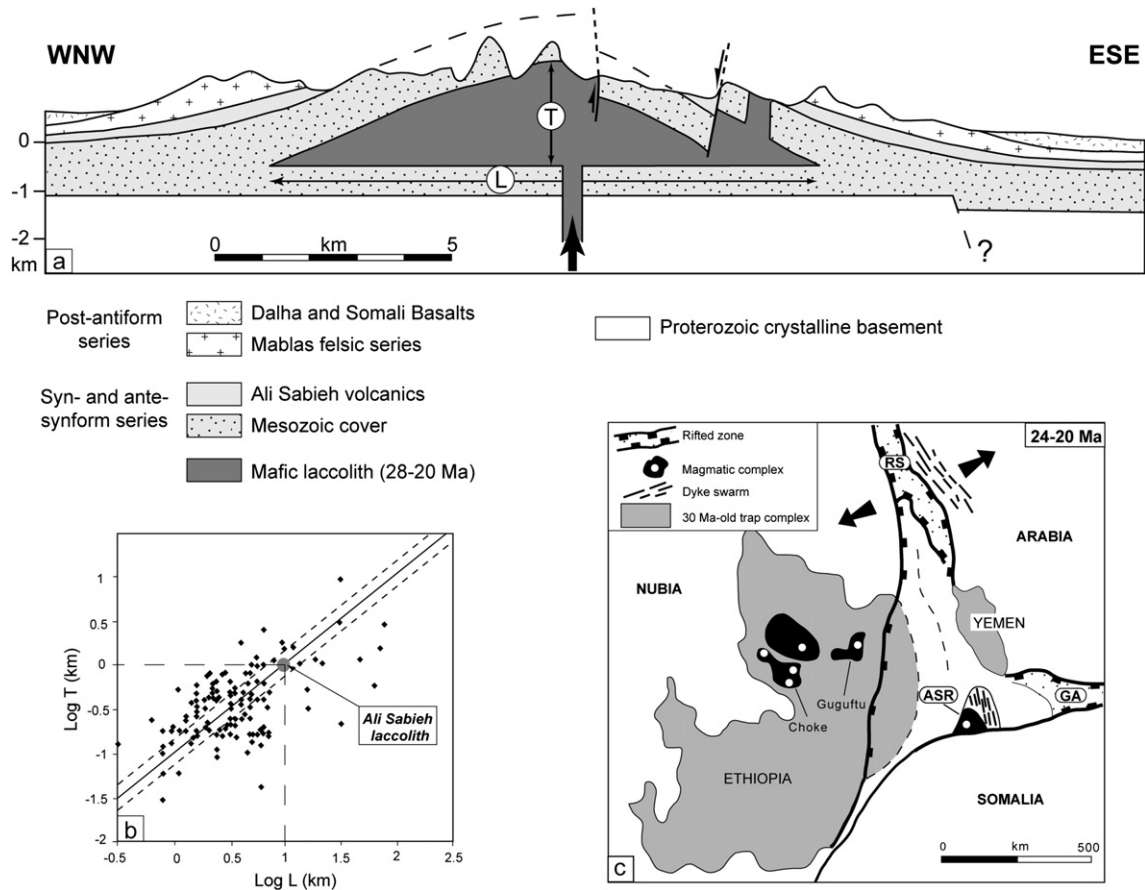 WNW
ESE
T
L
0
-1
-2
km
a
0 km 5
?
Post-antiform
series
Dalha and Somali Basalts
Mablas felsic series
Proterozoic crystalline basement
Syn- and ante-
synform series
Ali Sabieh volcanics
Mesozoic cover
Mafic laccolith (28-20 Ma)
Log T (km)
1
0.5
0
-0.5
-1
-1.5
-2
Ali Sabieh
laccolith
b
-0.5 0 0.5 1 1.5 2 2.5
Log L (km)
Rifted zone
Magmatic complex
Dyke swarm
30 Ma-old trap complex
24-20 Ma
RS
ARABIA
NUBIA
YEMEN
Guguftu
Choke
ASR
GA
ETHIOPIA
SOMALIA
0 km 500
c